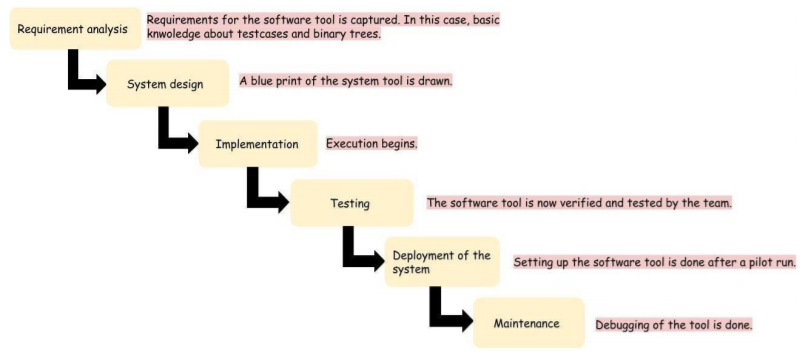 Requirement analysis
Requirements for the software tool is captured. In this case, basic
knwoledge about testcases and binary trees.
System design
A blue print of the system tool is drawn.
Implementation
Execution begins.
Testing
The software tool is now verified and tested by the team.
Deployment of the
system
Setting up the software tool is done after a pilot run.
Maintenance
Debugging of the tool is done.